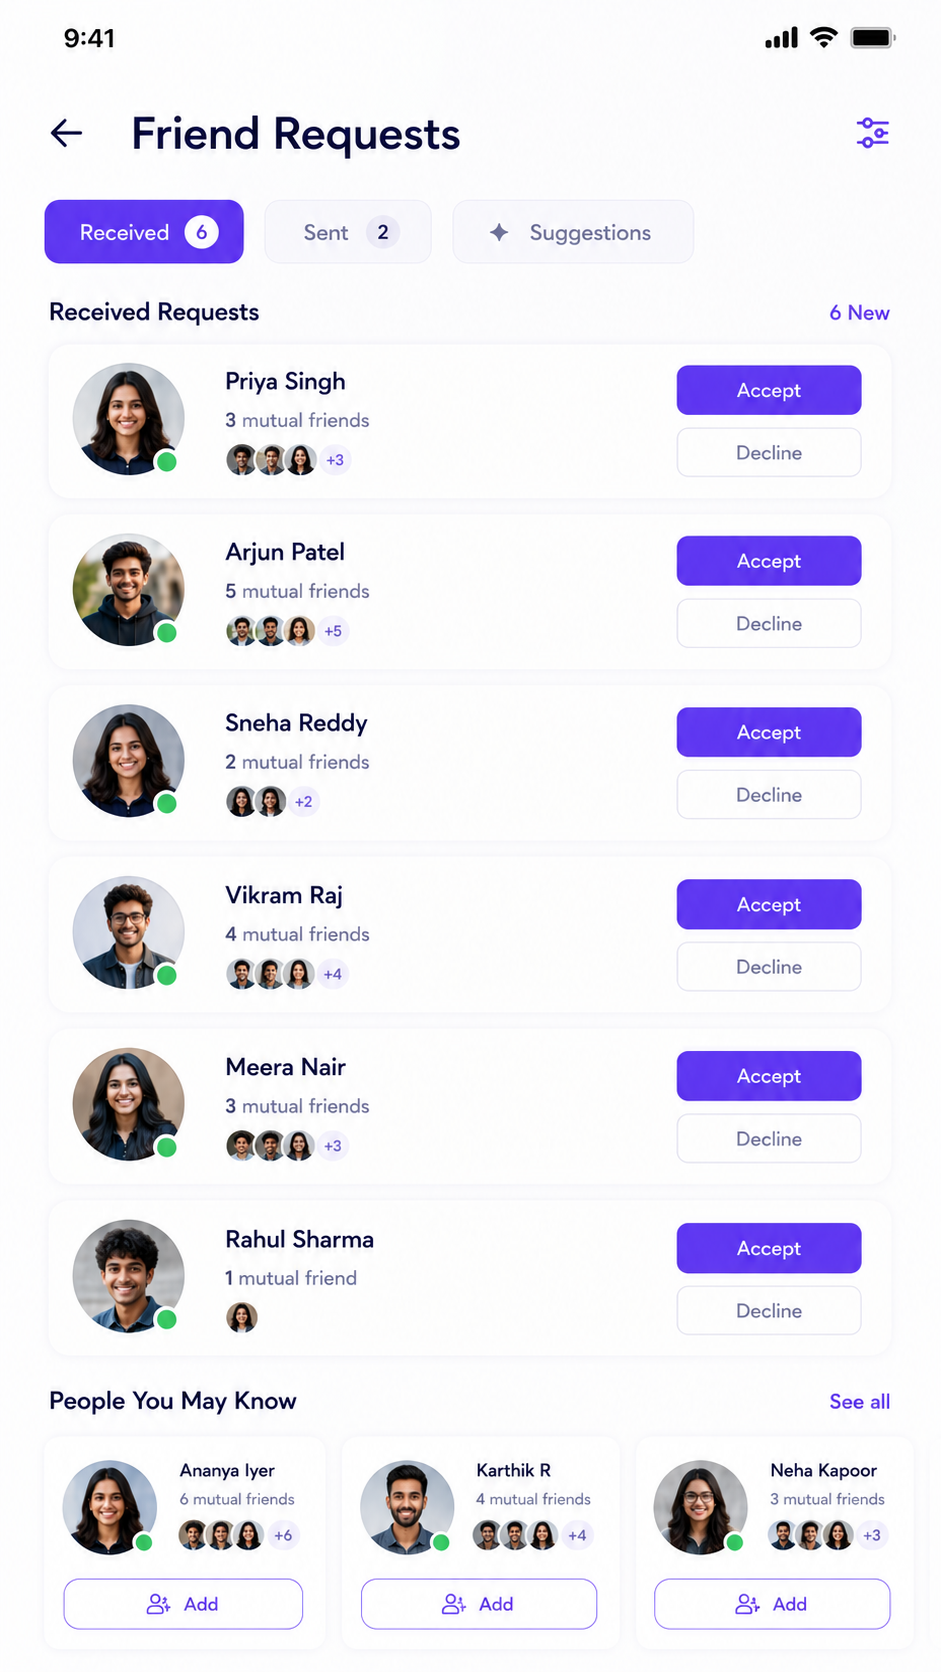 9:41
Friend Requests
Received 6
Sent 2
Suggestions
Received Requests
6 New
Priya Singh
3 mutual friends
+3
Accept
Decline
Arjun Patel
5 mutual friends
+5
Accept
Decline
Sneha Reddy
2 mutual friends
+2
Accept
Decline
Vikram Raj
4 mutual friends
+4
Accept
Decline
Meera Nair
3 mutual friends
+3
Accept
Decline
Rahul Sharma
1 mutual friend
Accept
Decline
People You May Know
See all
Ananya Iyer
6 mutual friends
+6
Add
Karthik R
4 mutual friends
+4
Add
Neha Kapoor
3 mutual friends
+3
Add